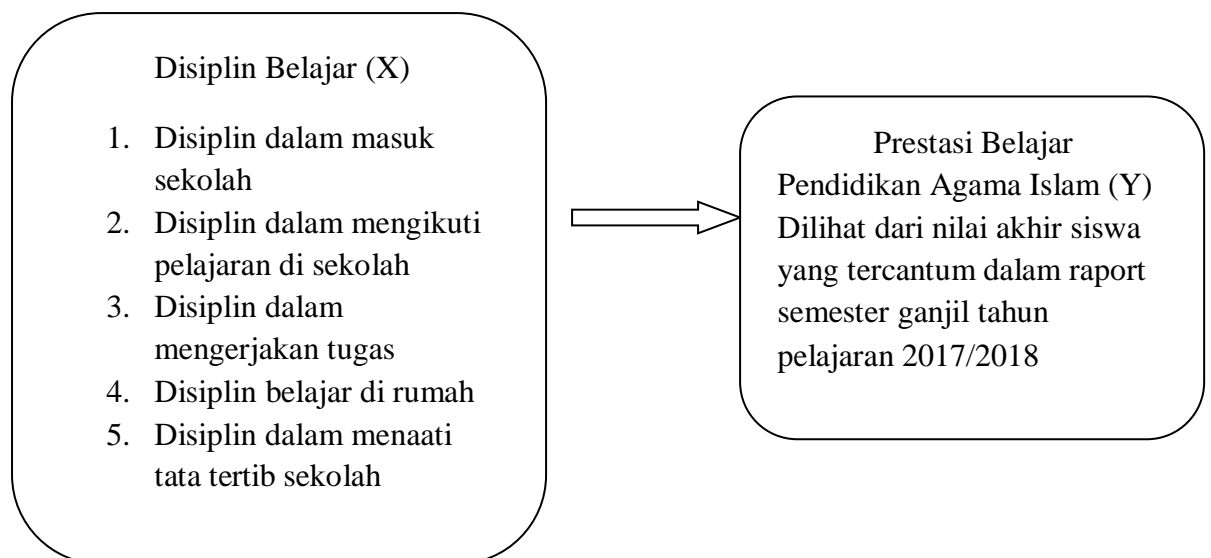 Disiplin Belajar (X)
1. Disiplin dalam masuk
sekolah
2. Disiplin dalam mengikuti
pelajaran di sekolah
3. Disiplin dalam
mengerjakan tugas
4. Disiplin belajar di rumah
5. Disiplin dalam menaati
tata tertib sekolah
Prestasi Belajar
Pendidikan Agama Islam (Y)
Dilihat dari nilai akhir siswa
yang tercantum dalam raport
semester ganjil tahun
pelajaran 2017/2018